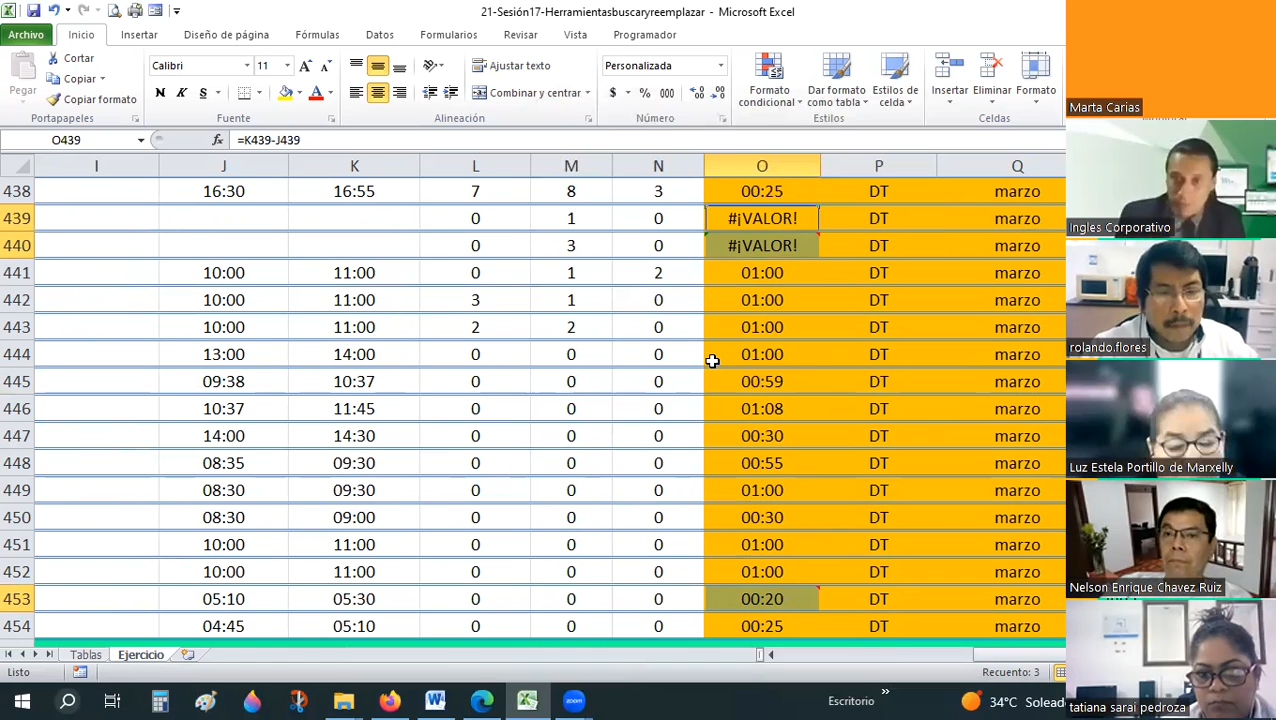 21-Sesión17-Herramientasbuscaryreemplazar - Microsoft Excel
Archivo Inicio Insertar Diseño de página Fórmulas Datos Formularios Revisar Vista Programador
Pegar
Cortar
Copiar
Copiar formato
Portapapeles
Calibri 11
N K S
Fuente
Ajustar texto
Combinar y centrar
Alineación
Personalizada
$ % 000
Número
Formato condicional
Dar formato como tabla
Estilos de celda
Estilos
Insertar
Eliminar
Formato
Celdas
O439 fx =K439-J439
I J K L M N O P Q
438 16:30 16:55 7 8 3 00:25 DT marzo
439 0 1 0 #¡VALOR! DT marzo
440 0 3 0 #¡VALOR! DT marzo
441 10:00 11:00 0 1 2 01:00 DT marzo
442 10:00 11:00 3 1 0 01:00 DT marzo
443 10:00 11:00 2 2 0 01:00 DT marzo
444 13:00 14:00 0 0 0 01:00 DT marzo
445 09:38 10:37 0 0 0 00:59 DT marzo
446 10:37 11:45 0 0 0 01:08 DT marzo
447 14:00 14:30 0 0 0 00:30 DT marzo
448 08:35 09:30 0 0 0 00:55 DT marzo
449 08:30 09:30 0 0 0 01:00 DT marzo
450 08:30 09:00 0 0 0 00:30 DT marzo
451 10:00 11:00 0 0 0 01:00 DT marzo
452 10:00 11:00 0 0 0 01:00 DT marzo
453 05:10 05:30 0 0 0 00:20 DT marzo
454 04:45 05:10 0 0 0 00:25 DT marzo
Tablas Ejercicio
Listo
Recuento: 3
Escritorio
34°C Soleado
Marta Carias
Ingles Corporativo
rolando.flores
Luz Estela Portillo de Marxelly
Nelson Enrique Chavez Ruiz
tatiana sarai pedroza